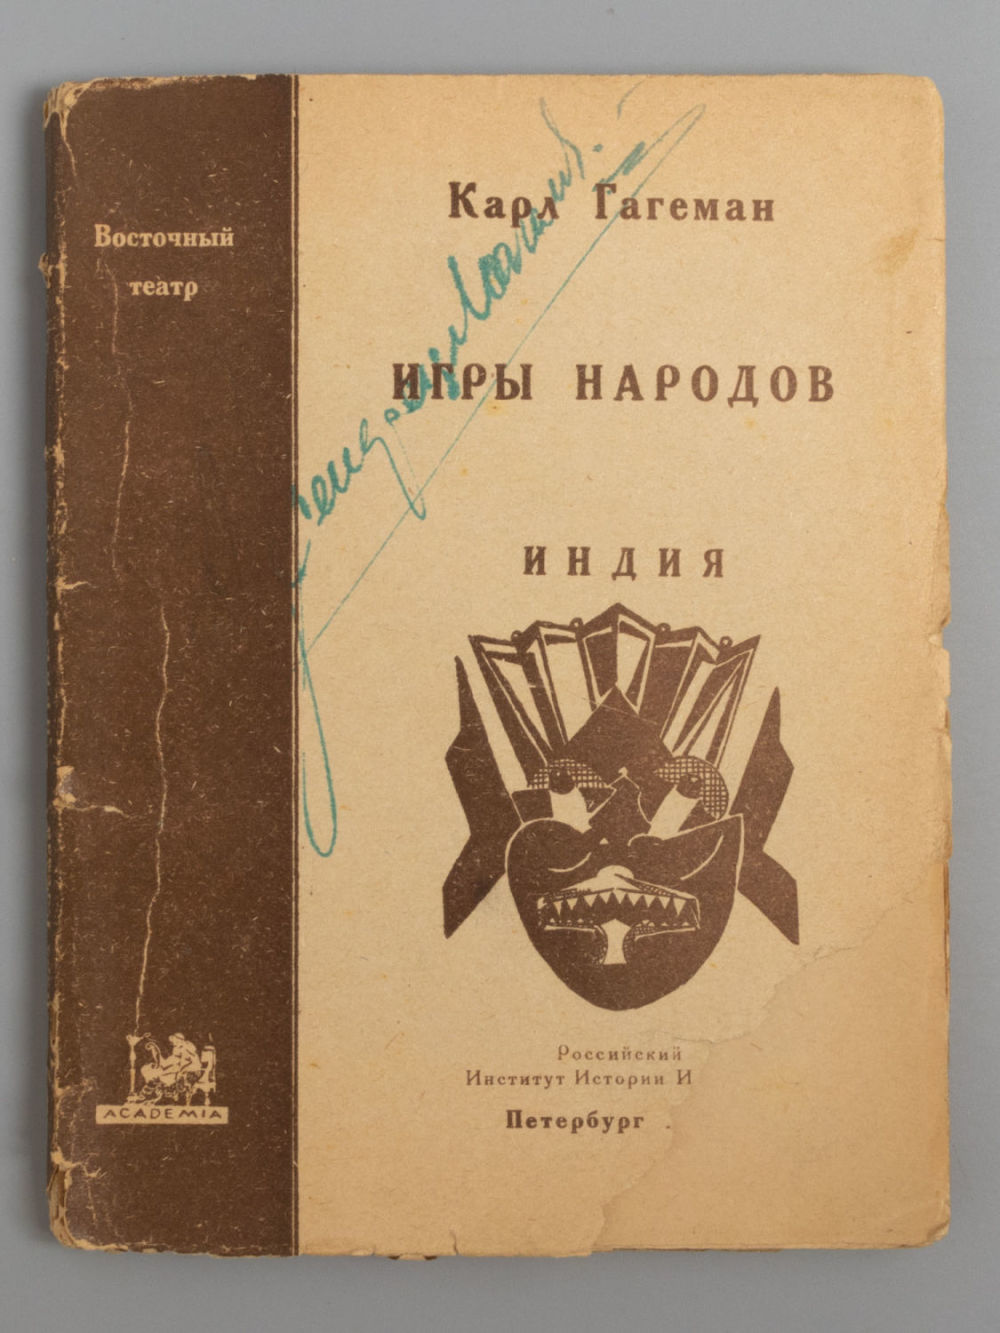 Восточный
театр
Карл Гагеман
ИГРЫ НАРОДОВ
ИНДИЯ
Российский
Институт Истории И
Петербург
ACADEMIA